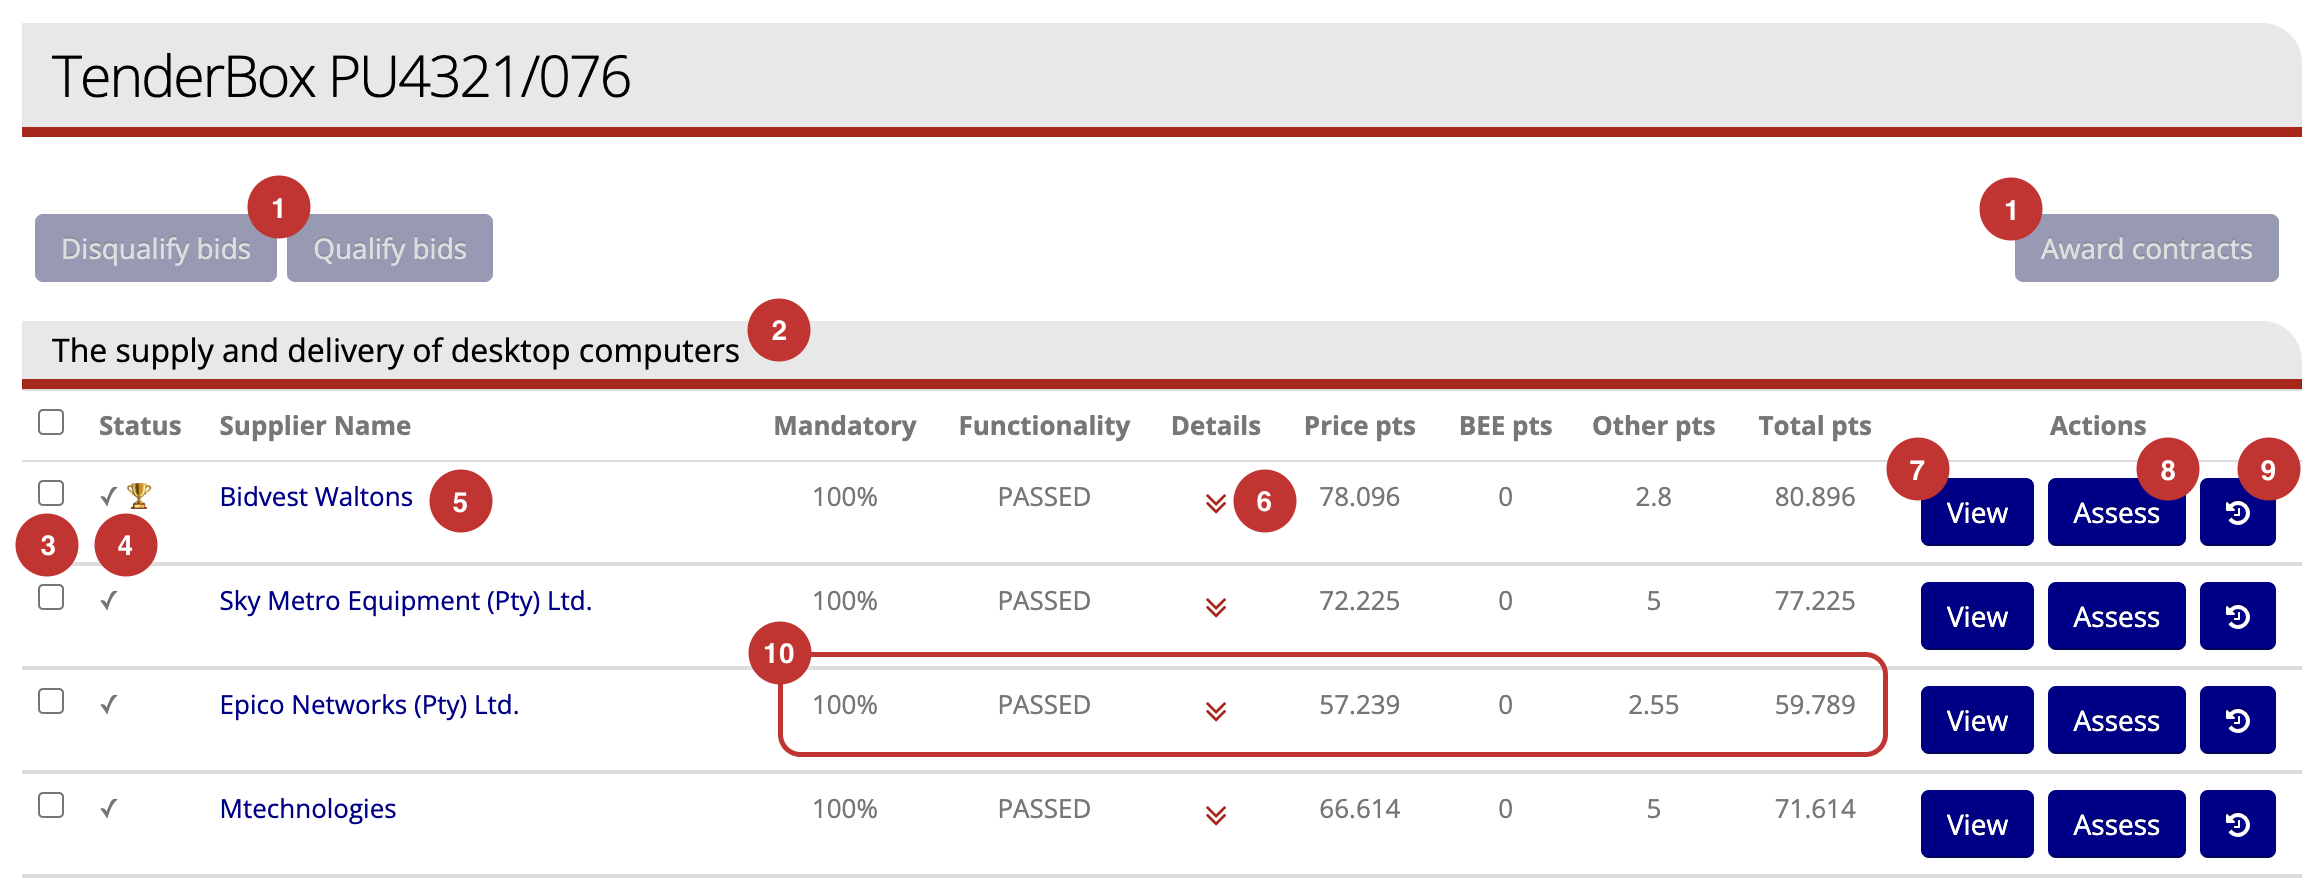 TenderBox PU4321/076
1 1
Disqualify bids Qualify bids Award contracts
2
The supply and delivery of desktop computers
Status Supplier Name Mandatory Functionality Details Price pts BEE pts Other pts Total pts Actions
7 8 9
Bidvest Waltons 5 100% PASSED 6 78.096 0 2.8 80.896 View Assess
3 4
Sky Metro Equipment (Pty) Ltd. 100% PASSED 72.225 0 5 77.225 View Assess
10
Epico Networks (Pty) Ltd. 100% PASSED 57.239 0 2.55 59.789 View Assess
Mtechnologies 100% PASSED 66.614 0 5 71.614 View Assess